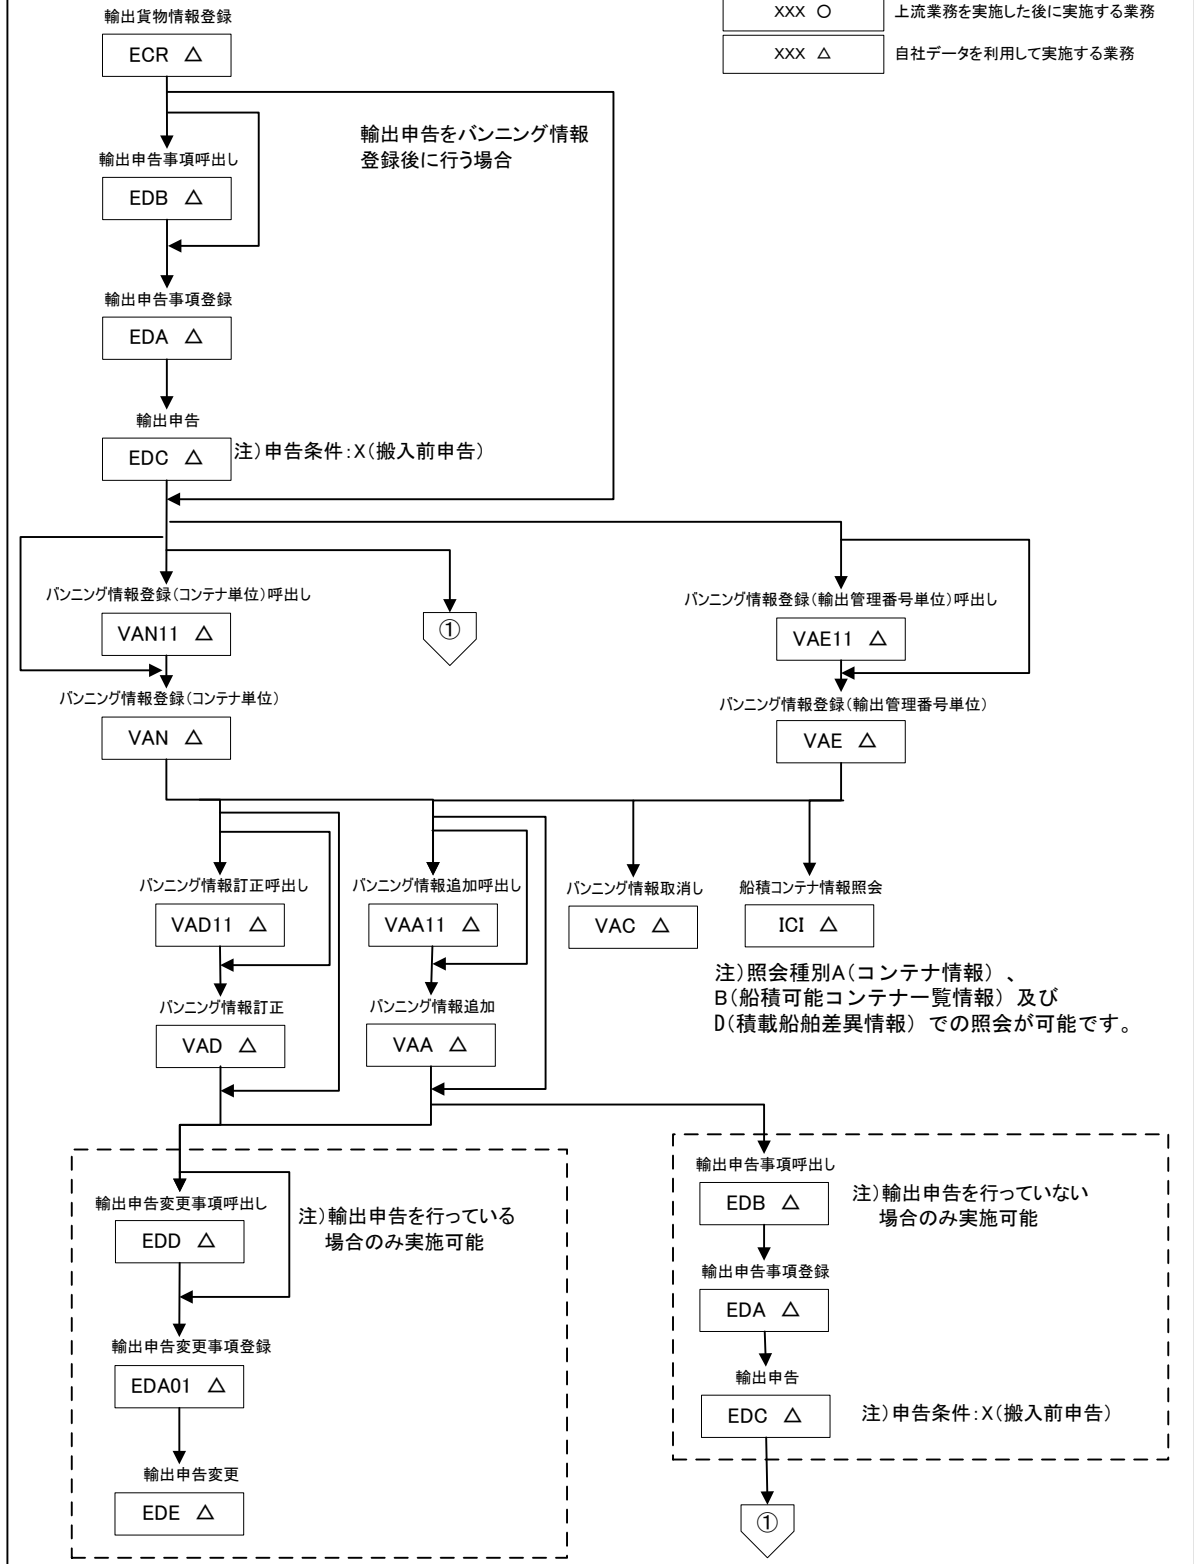 XXX ○ 上流業務を実施した後に実施する業務
XXX △ 自社データを利用して実施する業務
輸出貨物情報登録
ECR △
輸出申告をバンニング情報
登録後に行う場合
輸出申告事項呼出し
EDB △
輸出申告事項登録
EDA △
輸出申告
EDC △
注)申告条件:X(搬入前申告)
バンニング情報登録(コンテナ単位)呼出し
VAN11 △
①
バンニング情報登録(輸出管理番号単位)呼出し
VAE11 △
バンニング情報登録(コンテナ単位)
VAN △
バンニング情報登録(輸出管理番号単位)
VAE △
バンニング情報訂正呼出し
VAD11 △
バンニング情報追加呼出し
VAA11 △
バンニング情報取消し
VAC △
船積コンテナ情報照会
ICI △
注)照会種別A(コンテナ情報)、
B(船積可能コンテナ一覧情報) 及び
D(積載船舶差異情報) での照会が可能です。
バンニング情報訂正
VAD △
バンニング情報追加
VAA △
輸出申告変更事項呼出し
EDD △
注)輸出申告を行っている
場合のみ実施可能
輸出申告変更事項登録
EDA01 △
輸出申告変更
EDE △
輸出申告事項呼出し
EDB △
注)輸出申告を行っていない
場合のみ実施可能
輸出申告事項登録
EDA △
輸出申告
EDC △
注)申告条件:X(搬入前申告)
①